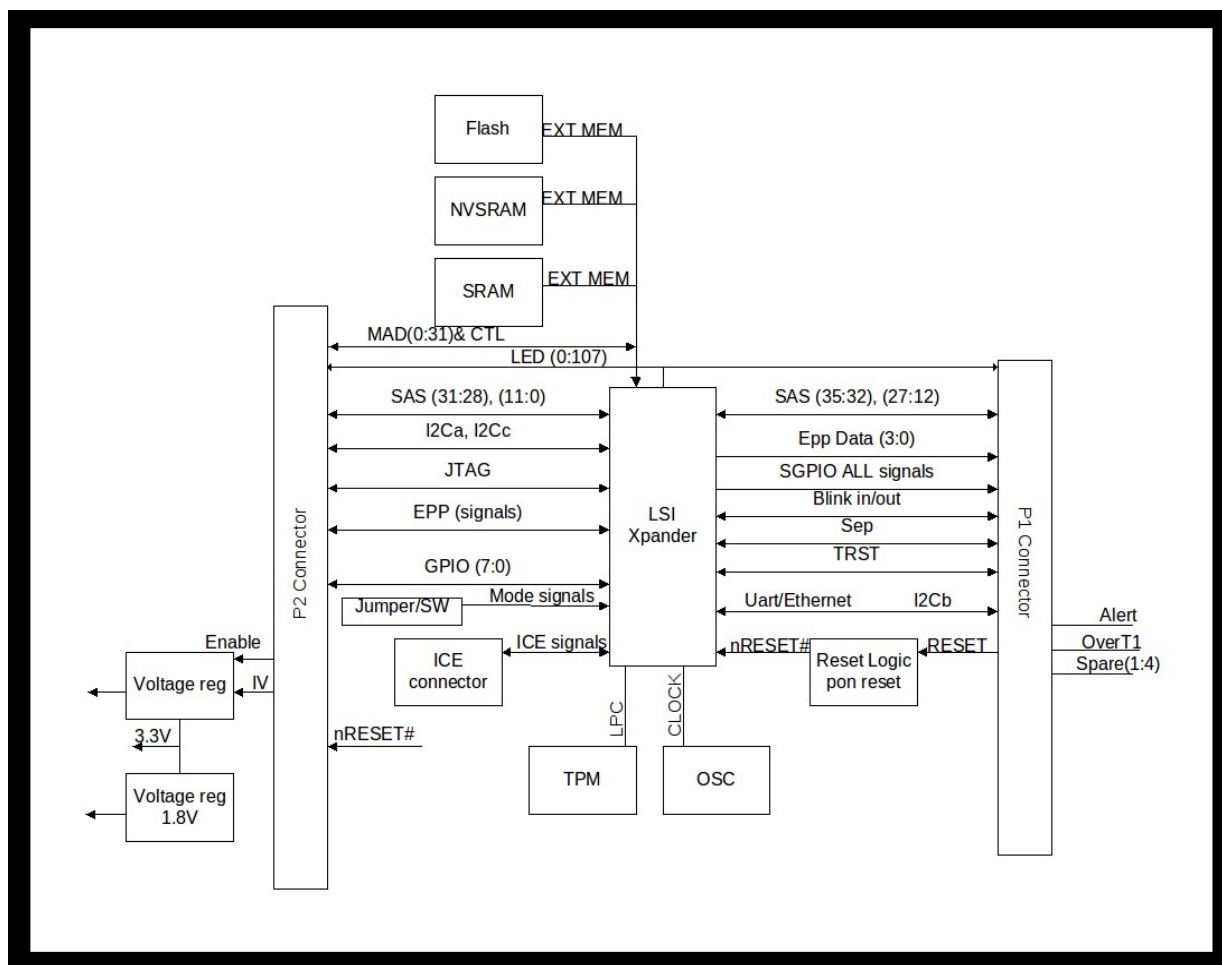 Flash
EXT MEM
NVSRAM
EXT MEM
SRAM
EXT MEM
MAD(0:31)& CTL
LED (0:107)
SAS (31:28), (11:0)
SAS (35:32), (27:12)
I2Ca, I2Cc
Epp Data (3:0)
JTAG
SGPIO ALL signals
Blink in/out
EPP (signals)
Sep
LSI
Xpander
TRST
P2 Connector
P1 Connector
GPIO (7:0)
Mode signals
Jumper/SW
Uart/Ethernet
I2Cb
Alert
Enable
ICE signals
nRESET#
RESET
OverT1
ICE
connector
Reset Logic
pon reset
Spare(1:4)
Voltage reg
IV
LPC
CLOCK
3.3V
nRESET#
TPM
OSC
Voltage reg
1.8V